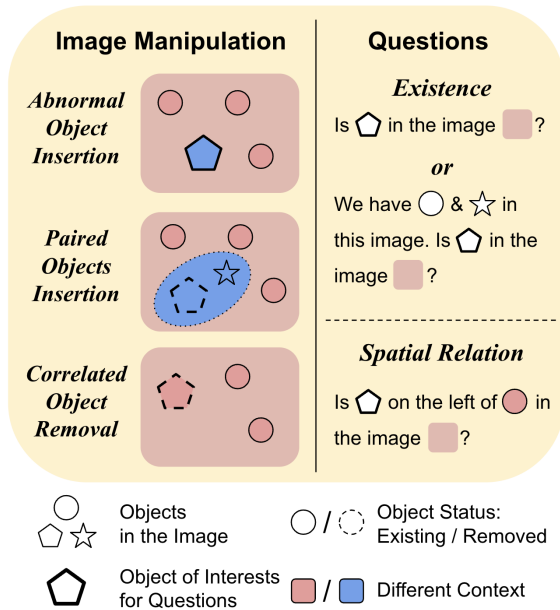 Image Manipulation
Abnormal
Object
Insertion
Paired
Objects
Insertion
Correlated
Object
Removal
Questions
Existence
Is in the image ?
or
We have & in
this image. Is in the
image ?
Spatial Relation
Is on the left of in
the image ?
Objects
in the Image
/ Object Status:
Existing / Removed
Object of Interests
for Questions
/ Different Context